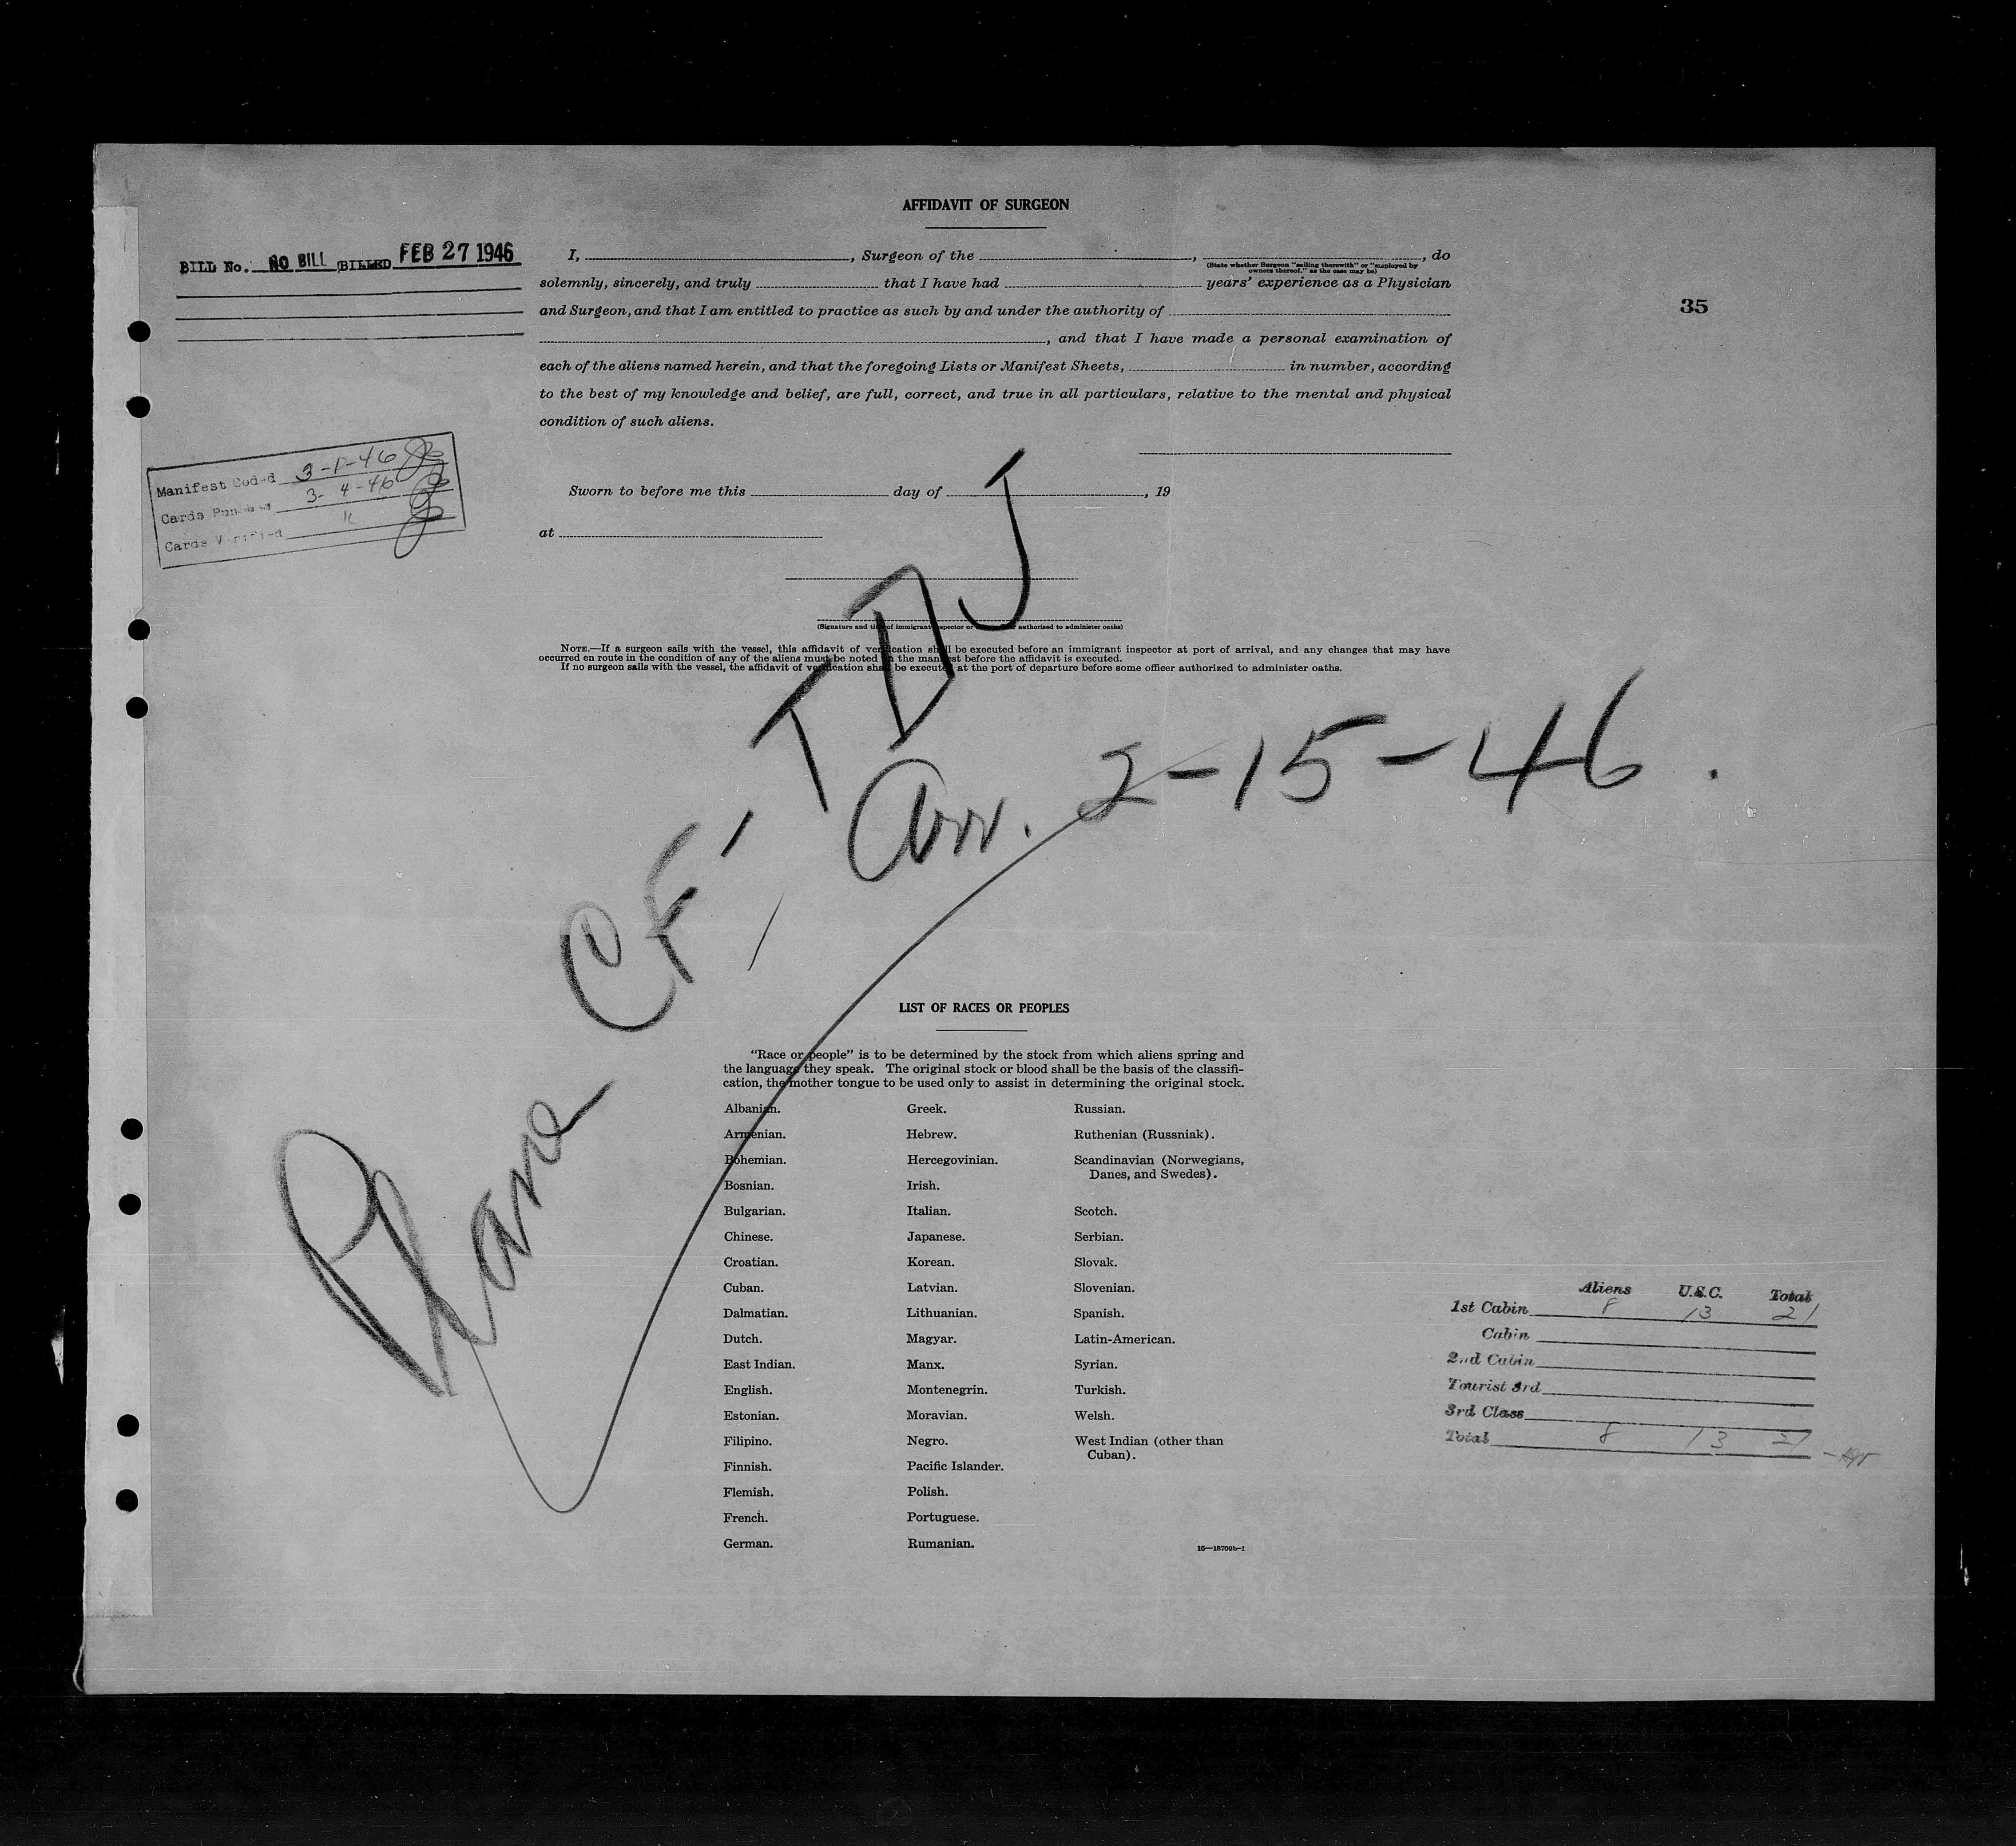 AFFIDAVIT OF SURGEON
BILL No. NO BILL BILLED FEB 27 1946
35
I, , Surgeon of the , , do
(State whether Surgeon "sailing therewith" or "employed by
owners thereof," as the case may be)
solemnly, sincerely, and truly that I have had years' experience as a Physician
and Surgeon, and that I am entitled to practice as such by and under the authority of
, and that I have made a personal examination of
each of the aliens named herein, and that the foregoing Lists or Manifest Sheets, in number, according
to the best of my knowledge and belief, are full, correct, and true in all particulars, relative to the mental and physical
condition of such aliens.
Manifest Coded 3-1-46
Cards Punched 3-4-46
Cards Verified "
Sworn to before me this day of , 19
at
(Signature and title of immigrant inspector or authorized to administer oaths)
NOTE.—If a surgeon sails with the vessel, this affidavit of verification shall be executed before an immigrant inspector at port of arrival, and any changes that may have
occurred en route in the condition of any of the aliens must be noted on the manifest before the affidavit is executed.
If no surgeon sails with the vessel, the affidavit of verification shall be executed at the port of departure before some officer authorized to administer oaths.
Plane CF-TDJ
Arr. 2-15-46.
LIST OF RACES OR PEOPLES
"Race or people" is to be determined by the stock from which aliens spring and
the language they speak. The original stock or blood shall be the basis of the classifi-
cation, the mother tongue to be used only to assist in determining the original stock.
Albanian.
Armenian.
Bohemian.
Bosnian.
Bulgarian.
Chinese.
Croatian.
Cuban.
Dalmatian.
Dutch.
East Indian.
English.
Estonian.
Filipino.
Finnish.
Flemish.
French.
German.
Greek.
Hebrew.
Hercegovinian.
Irish.
Italian.
Japanese.
Korean.
Latvian.
Lithuanian.
Magyar.
Manx.
Montenegrin.
Moravian.
Negro.
Pacific Islander.
Polish.
Portuguese.
Rumanian.
Russian.
Ruthenian (Russniak).
Scandinavian (Norwegians,
Danes, and Swedes).
Scotch.
Serbian.
Slovak.
Slovenian.
Spanish.
Latin-American.
Syrian.
Turkish.
Welsh.
West Indian (other than
Cuban).
16—18709b-1
Aliens U.S.C. Total
1st Cabin 8 13 21
Cabin
2nd Cabin
Tourist 3rd
3rd Class
Total 8 13 21